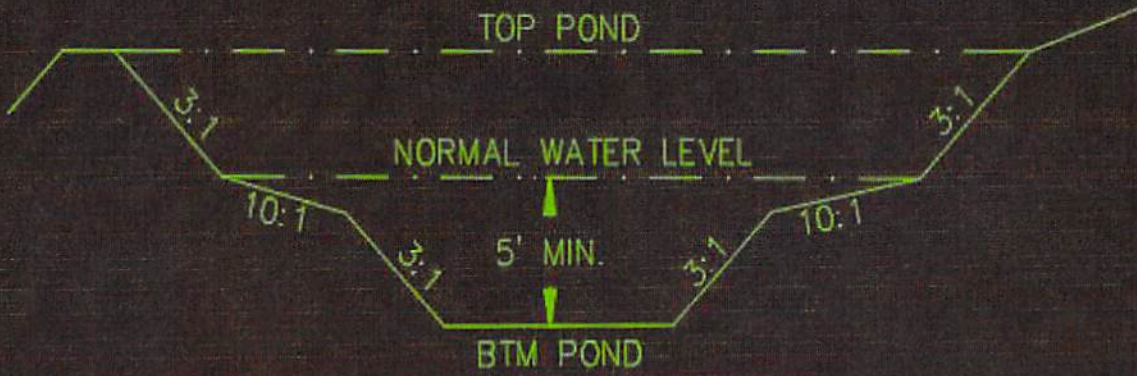 TOP POND
3:1
3:1
NORMAL WATER LEVEL
10:1
10:1
3:1
5' MIN.
3:1
BTM POND